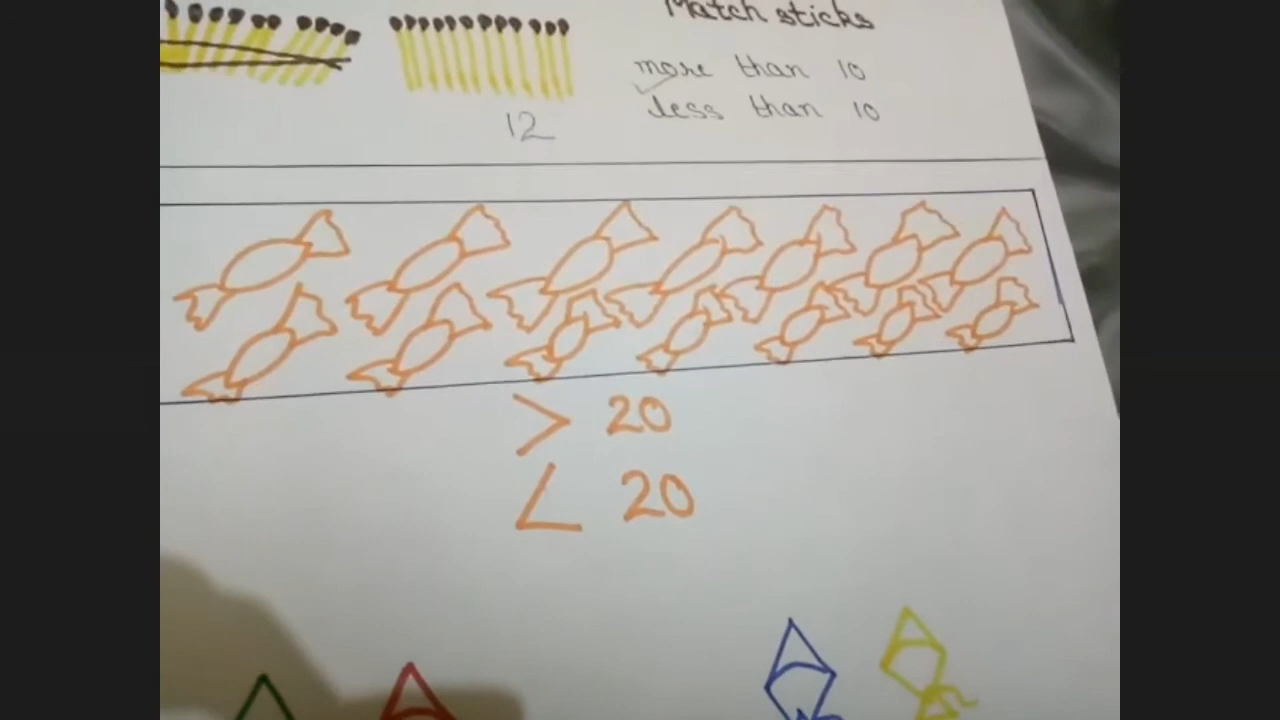 Match sticks
more than 10
less than 10
12
> 20
< 20